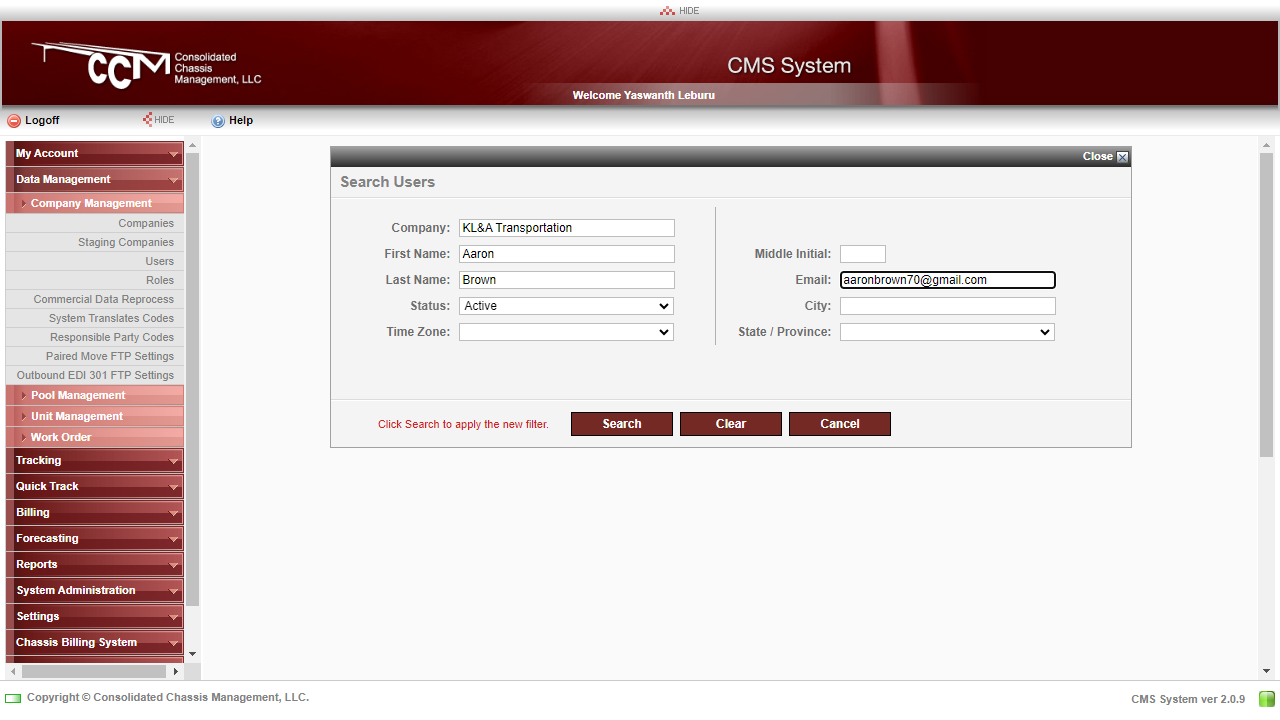 HIDE
CCM Consolidated
Chassis
Management, LLC
CMS System
Welcome Yaswanth Leburu
Logoff
HIDE
Help
My Account
Data Management
Company Management
Companies
Staging Companies
Users
Roles
Commercial Data Reprocess
System Translates Codes
Responsible Party Codes
Paired Move FTP Settings
Outbound EDI 301 FTP Settings
Pool Management
Unit Management
Work Order
Tracking
Quick Track
Billing
Forecasting
Reports
System Administration
Settings
Chassis Billing System
Close
Search Users
Company: KL&A Transportation
First Name: Aaron
Middle Initial:
Last Name: Brown
Email: aaronbrown70@gmail.com
Status: Active
City:
Time Zone:
State / Province:
Click Search to apply the new filter.
Search
Clear
Cancel
Copyright © Consolidated Chassis Management, LLC.
CMS System ver 2.0.9